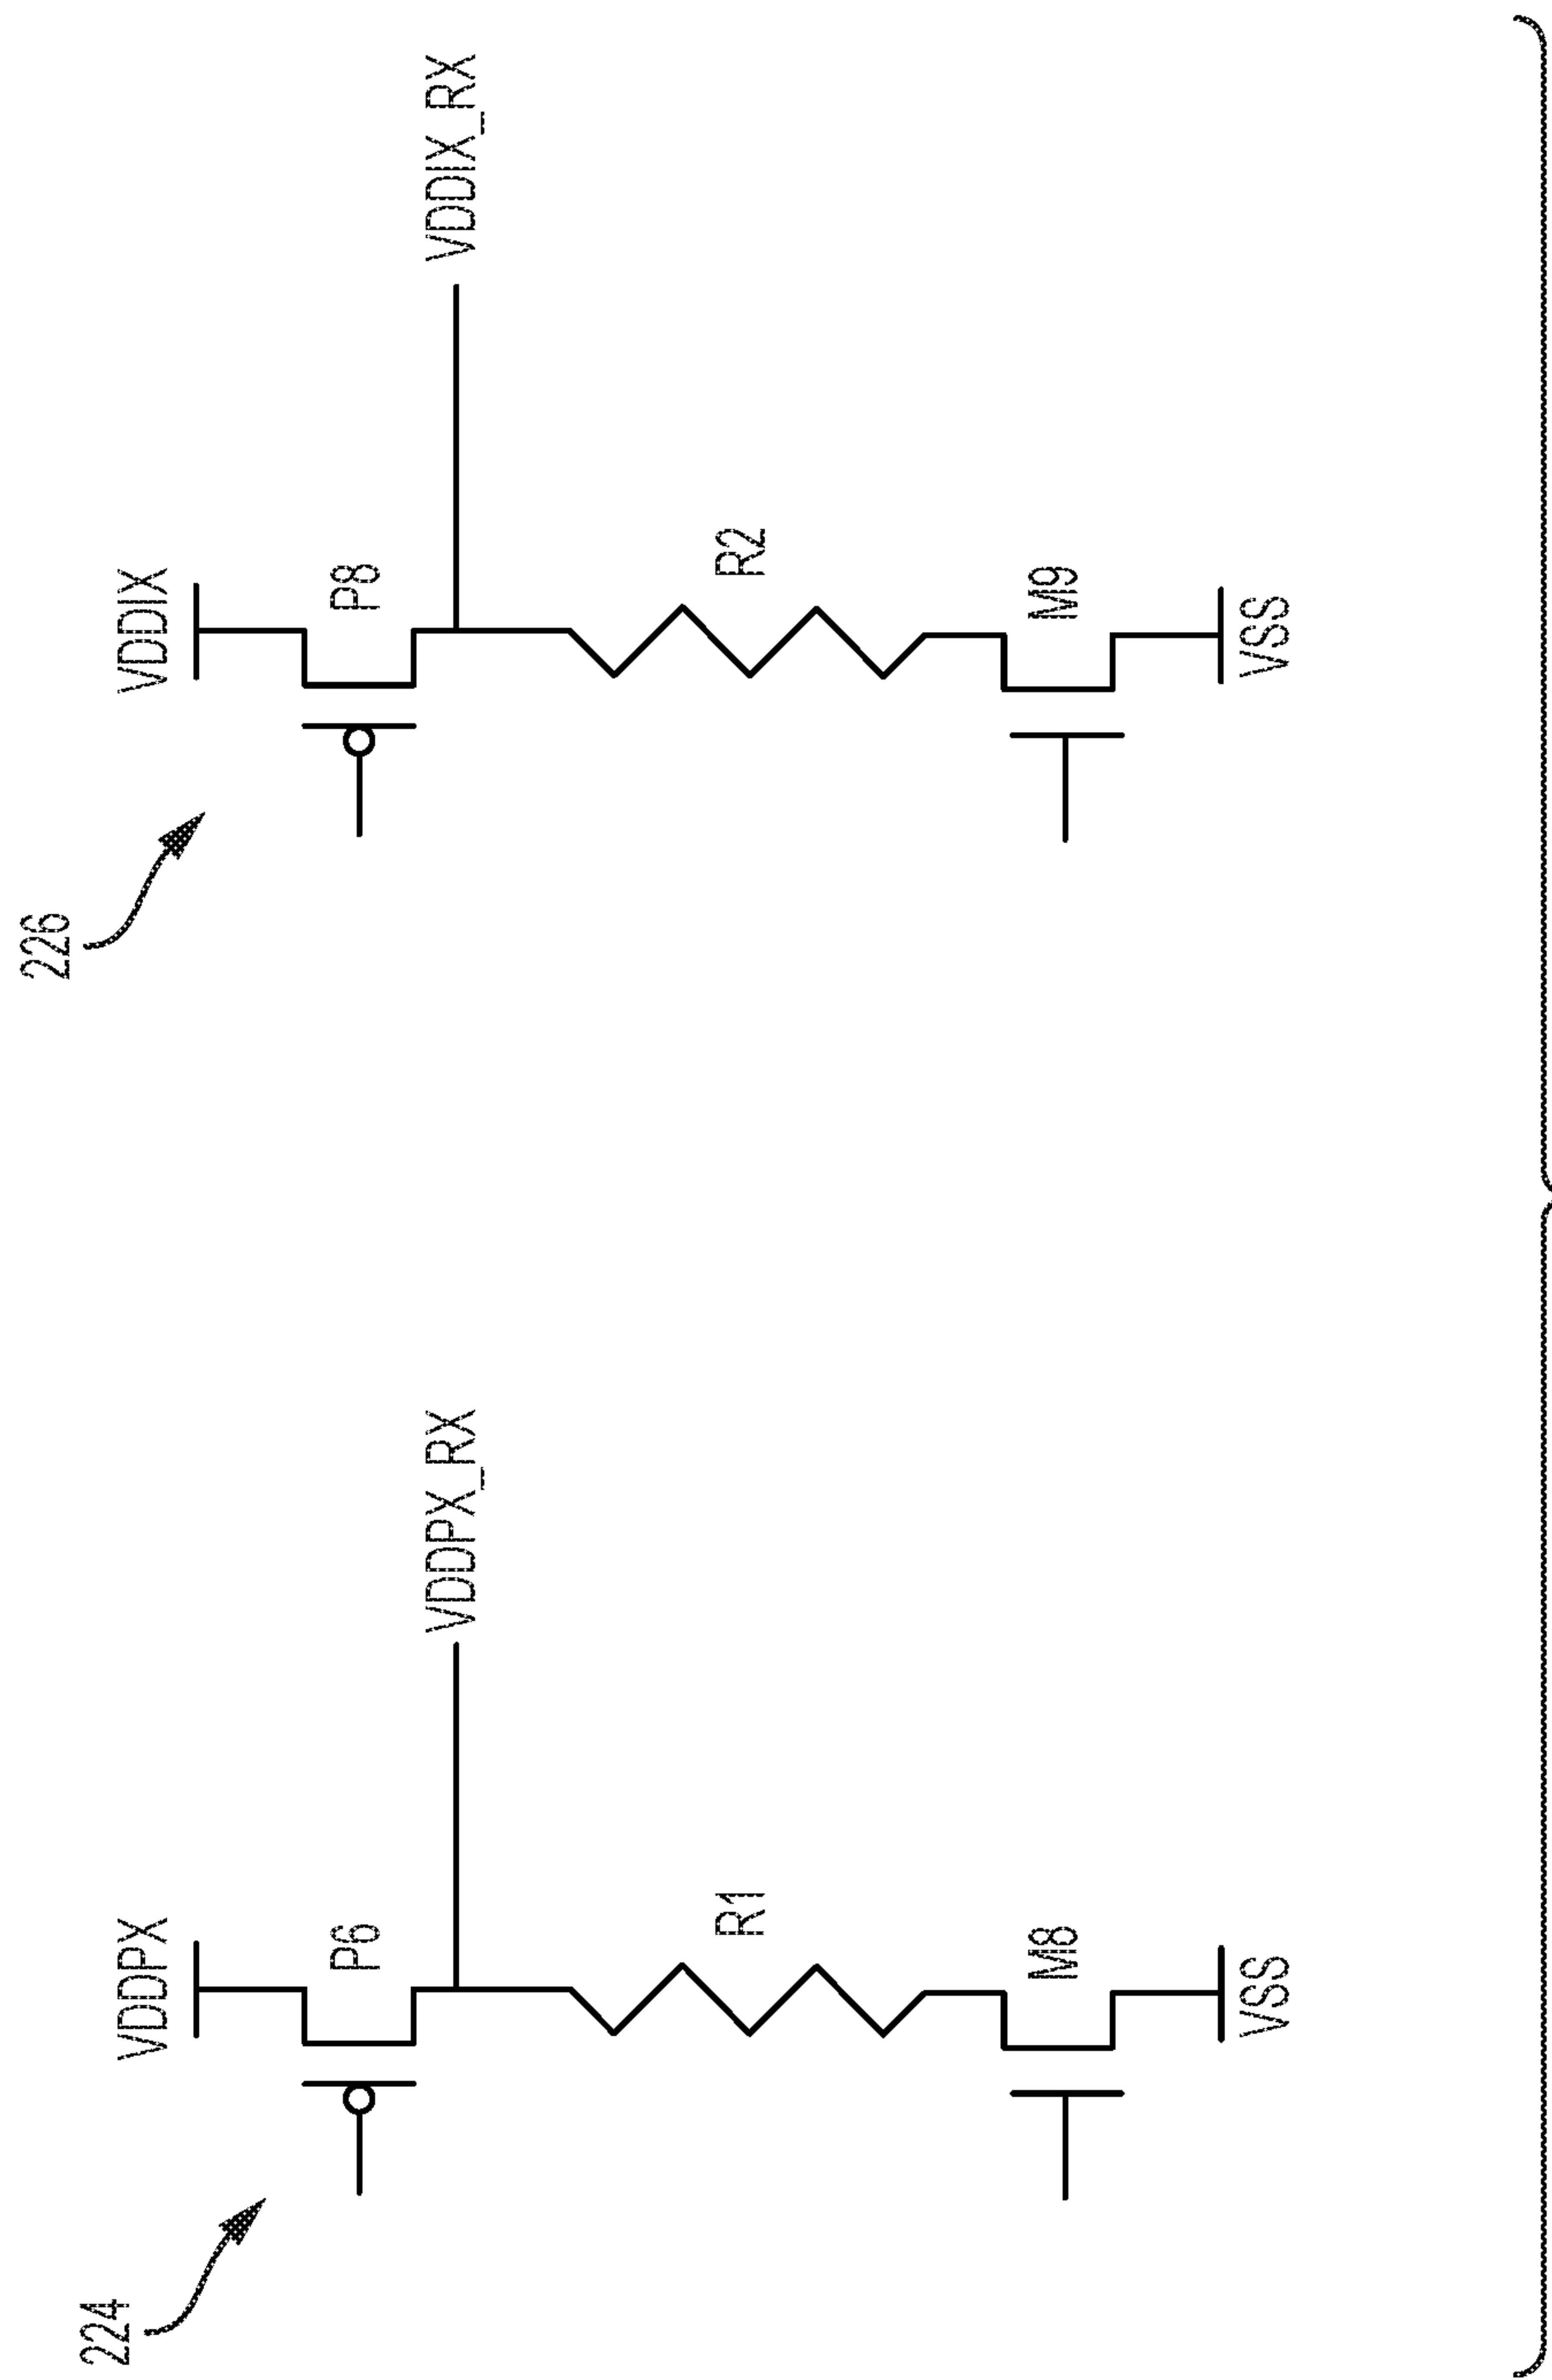 224
VDDPX
P6
VDDPX_RX
R1
M8
VSS
226
VDDIX
P8
VDDIX_RX
R2
M9
VSS